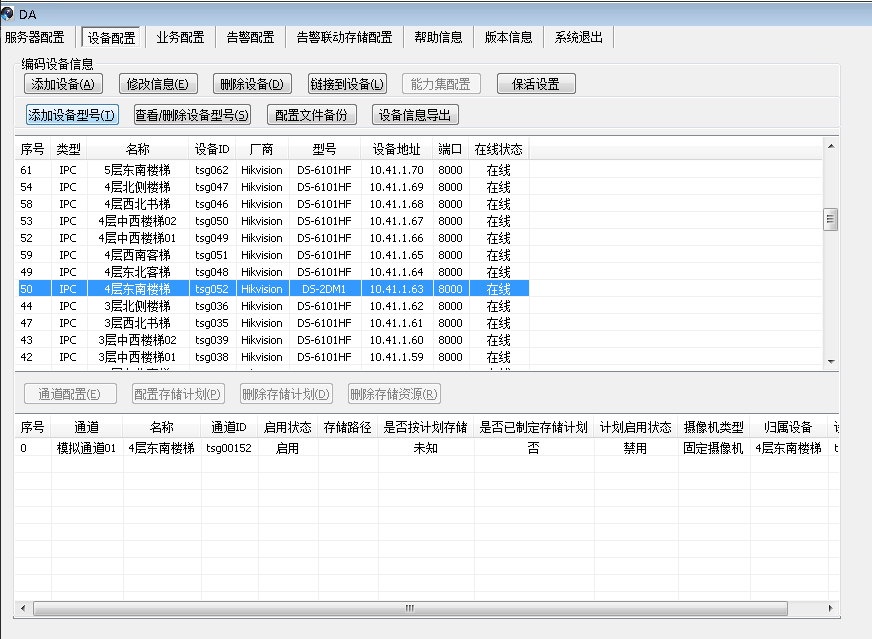 DA
服务器配置 设备配置 业务配置 告警配置 告警联动存储配置 帮助信息 版本信息 系统退出
编码设备信息
添加设备(A) 修改信息(E) 删除设备(D) 链接到设备(L) 能力集配置 保活设置
添加设备型号(T) 查看/删除设备型号(S) 配置文件备份 设备信息导出
序号 类型 名称 设备ID 厂商 型号 设备地址 端口 在线状态
61 IPC 5层东南楼梯 tsg062 Hikvision DS-6101HF 10.41.1.70 8000 在线
54 IPC 4层北侧楼梯 tsg047 Hikvision DS-6101HF 10.41.1.69 8000 在线
58 IPC 4层西北书梯 tsg046 Hikvision DS-6101HF 10.41.1.68 8000 在线
53 IPC 4层中西楼梯02 tsg050 Hikvision DS-6101HF 10.41.1.67 8000 在线
52 IPC 4层中西楼梯01 tsg049 Hikvision DS-6101HF 10.41.1.66 8000 在线
59 IPC 4层西南客梯 tsg051 Hikvision DS-6101HF 10.41.1.65 8000 在线
49 IPC 4层东北客梯 tsg048 Hikvision DS-6101HF 10.41.1.64 8000 在线
50 IPC 4层东南楼梯 tsg052 Hikvision DS-2DM1 10.41.1.63 8000 在线
44 IPC 3层北侧楼梯 tsg036 Hikvision DS-6101HF 10.41.1.62 8000 在线
47 IPC 3层西北书梯 tsg035 Hikvision DS-6101HF 10.41.1.61 8000 在线
43 IPC 3层中西楼梯02 tsg039 Hikvision DS-6101HF 10.41.1.60 8000 在线
42 IPC 3层中西楼梯01 tsg038 Hikvision DS-6101HF 10.41.1.59 8000 在线
通道配置(E) 配置存储计划(P) 删除存储计划(D) 删除存储资源(R)
序号 通道 名称 通道ID 启用状态 存储路径 是否按计划存储 是否已制定存储计划 计划启用状态 摄像机类型 归属设备
0 模拟通道01 4层东南楼梯 tsg00152 启用 未知 否 禁用 固定摄像机 4层东南楼梯 t